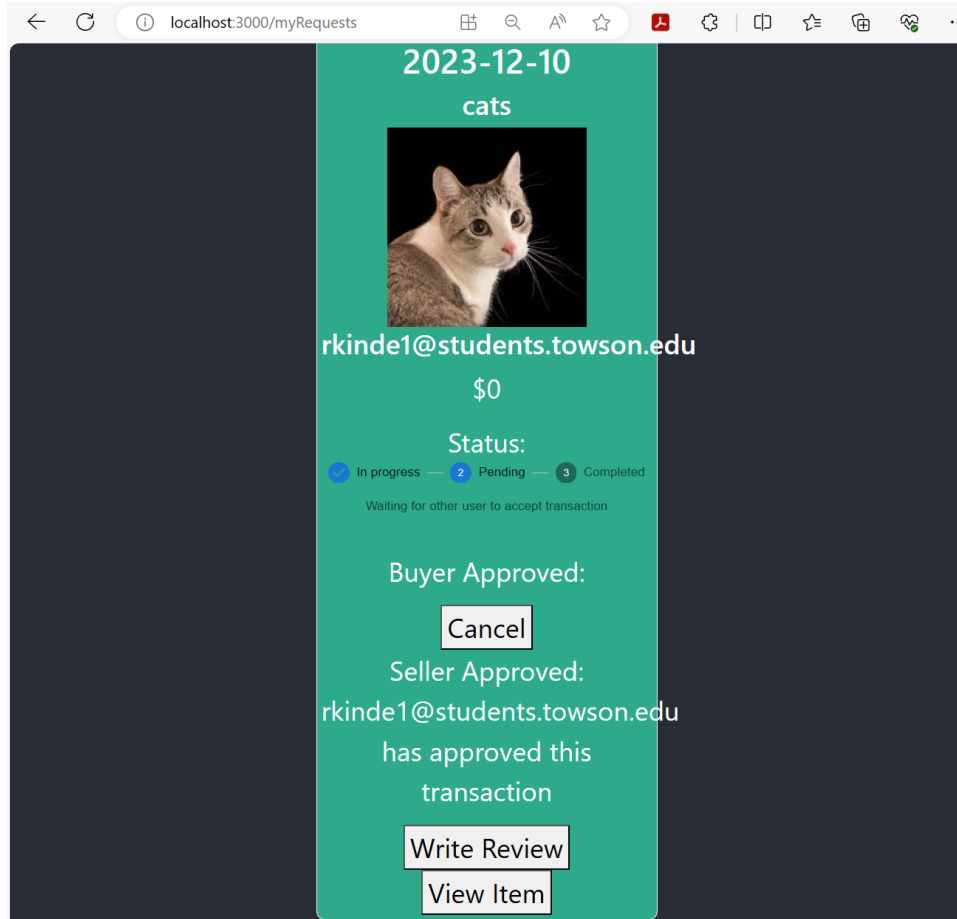 localhost:3000/myRequests
2023-12-10
cats
rkinde1@students.towson.edu
$0
Status:
In progress 2 Pending 3 Completed
Waiting for other user to accept transaction
Buyer Approved:
Cancel
Seller Approved:
rkinde1@students.towson.edu
has approved this
transaction
Write Review
View Item